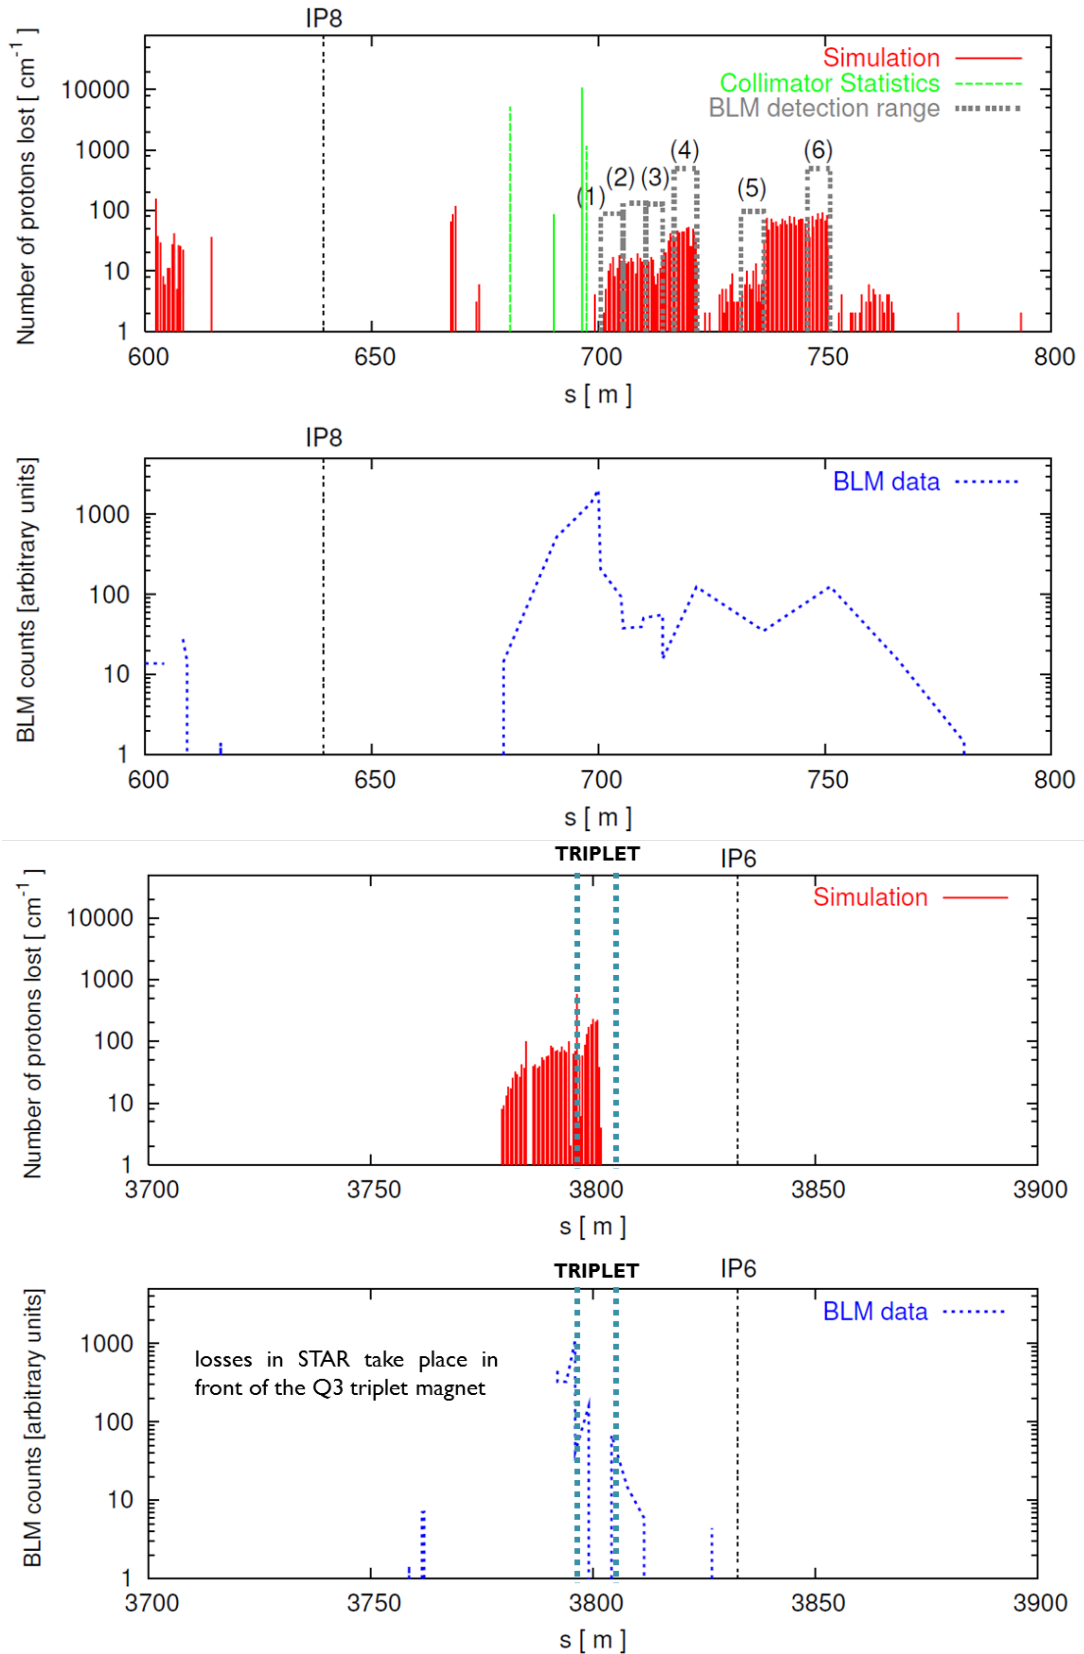 IP8
Number of protons lost [ cm⁻¹ ]
10000
1000
100
10
1
Simulation
Collimator Statistics
BLM detection range
(1)
(2)
(3)
(4)
(5)
(6)
600 650 700 750 800
s [ m ]
IP8
BLM counts [arbitrary units]
1000
100
10
1
BLM data
600 650 700 750 800
s [ m ]
TRIPLET
IP6
Number of protons lost [ cm⁻¹ ]
10000
1000
100
10
1
Simulation
3700 3750 3800 3850 3900
s [ m ]
TRIPLET
IP6
BLM counts [arbitrary units]
1000
100
10
1
BLM data
losses in STAR take place in
front of the Q3 triplet magnet
3700 3750 3800 3850 3900
s [ m ]